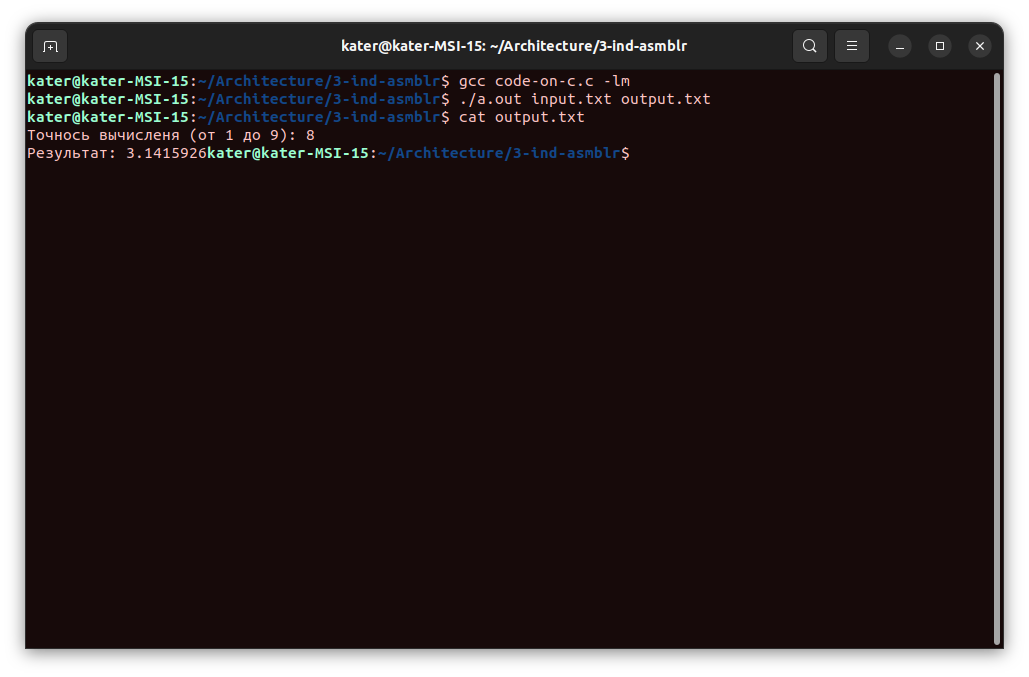 kater@kater-MSI-15: ~/Architecture/3-ind-asmblr
kater@kater-MSI-15:~/Architecture/3-ind-asmblr$ gcc code-on-c.c -lm
kater@kater-MSI-15:~/Architecture/3-ind-asmblr$ ./a.out input.txt output.txt
kater@kater-MSI-15:~/Architecture/3-ind-asmblr$ cat output.txt
Точнось вычисленя (от 1 до 9): 8
Результат: 3.1415926kater@kater-MSI-15:~/Architecture/3-ind-asmblr$